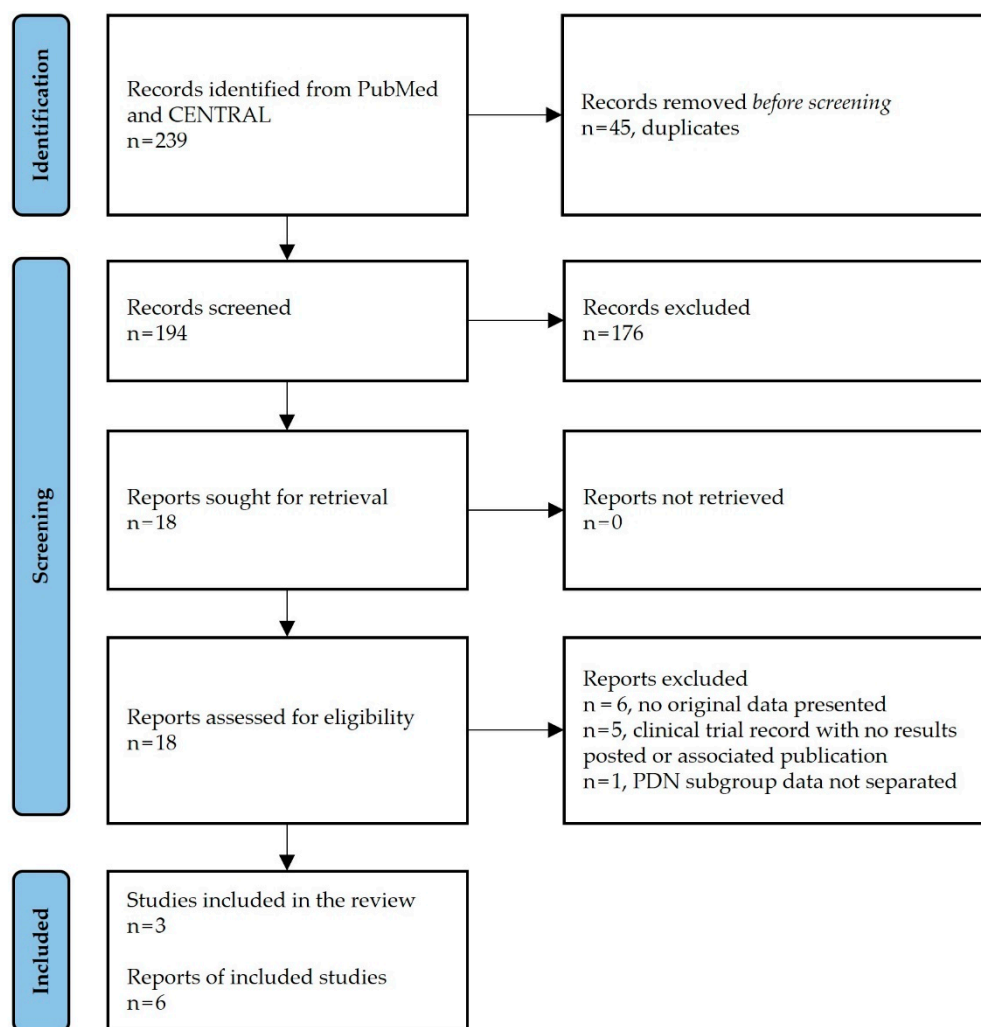 Identification
Records identified from PubMed
and CENTRAL
n=239
Records removed before screening
n=45, duplicates
Screening
Records screened
n=194
Records excluded
n=176
Reports sought for retrieval
n=18
Reports not retrieved
n=0
Reports assessed for eligibility
n=18
Reports excluded
n = 6, no original data presented
n=5, clinical trial record with no results
posted or associated publication
n=1, PDN subgroup data not separated
Included
Studies included in the review
n=3
Reports of included studies
n=6